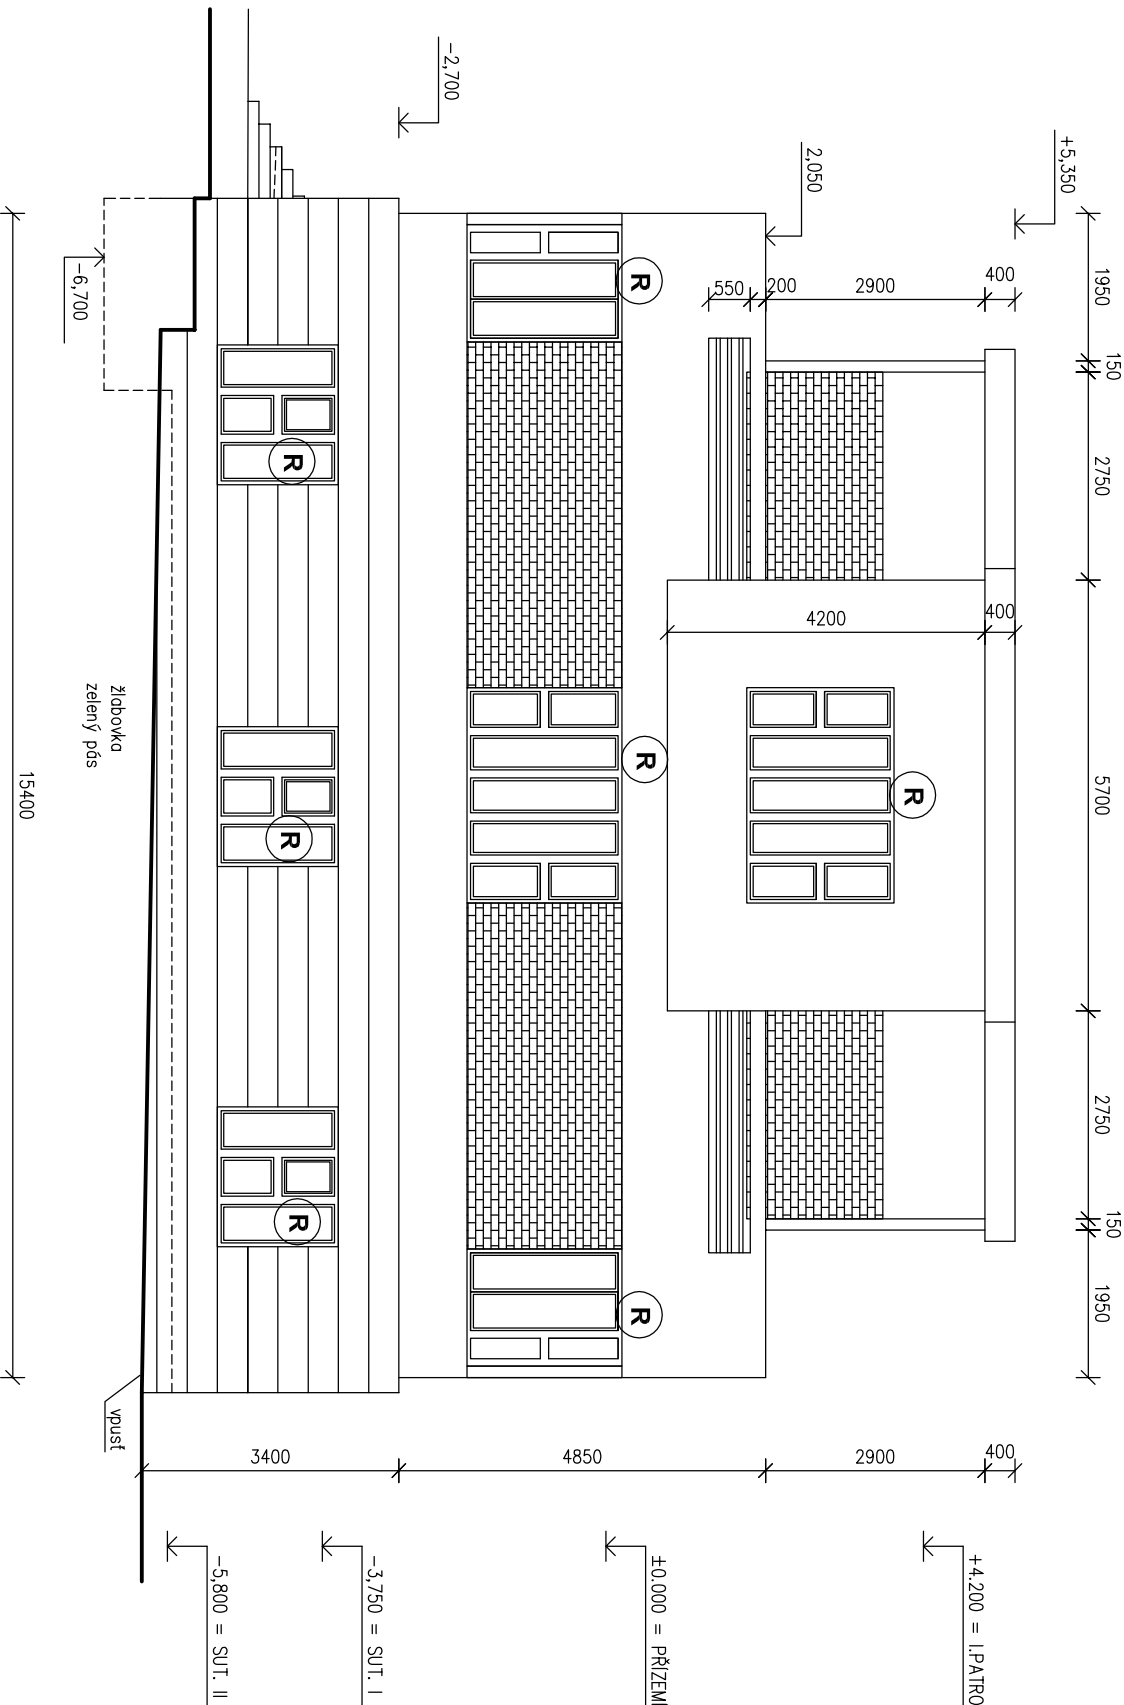 +5,350
2,050
-2,700
-6,700
1950
150
2750
5700
2750
150
1950
400
2900
200
550
400
4200
R
R
R
R
R
R
R
žlabovka
zelený pás
15400
vpusť
400
2900
4850
3400
+4.200 = I.PATRO
±0.000 = PŘÍZEMÍ
-3,750 = SUT. I
-5,800 = SUT. II